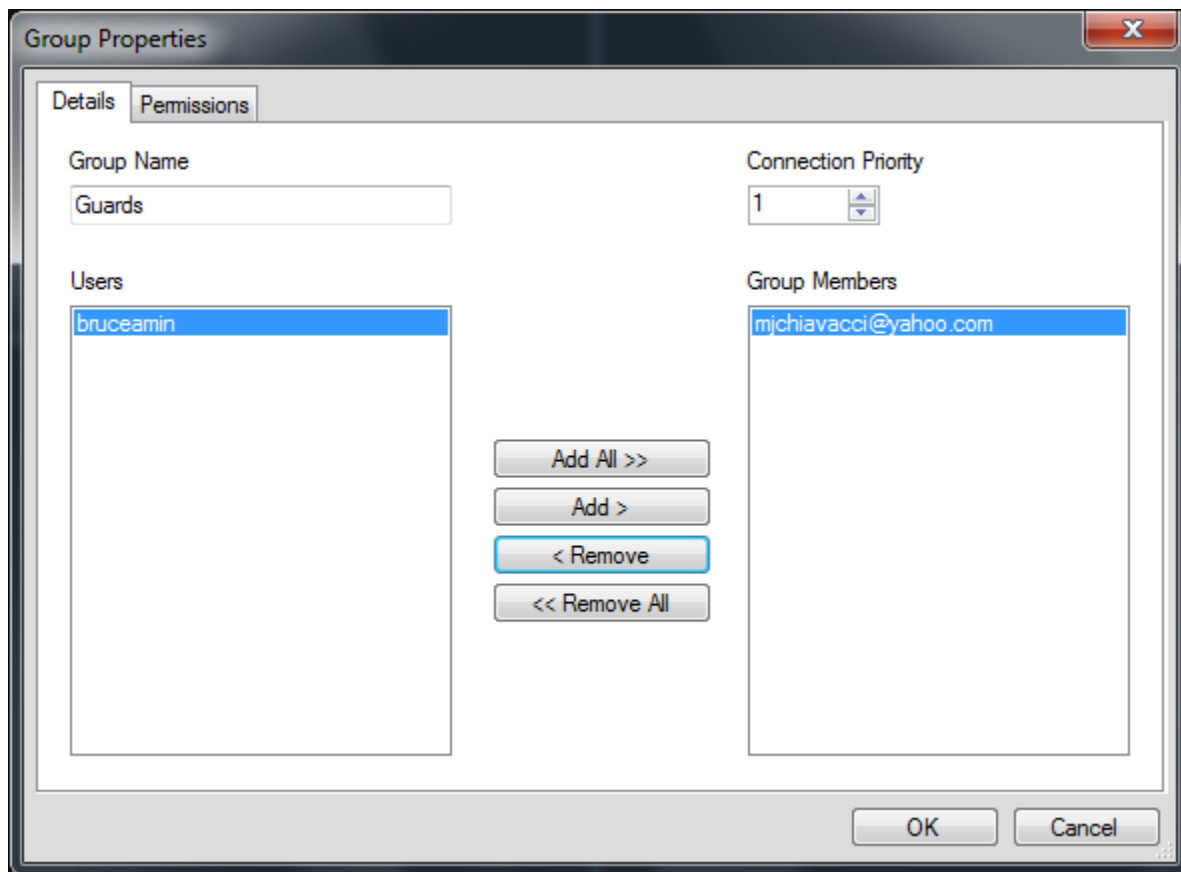 Group Properties
Details Permissions
Group Name
Connection Priority
Guards
1
Users
Group Members
bruceamin
mjchiavacci@yahoo.com
Add All >>
Add >
< Remove
<< Remove All
OK
Cancel